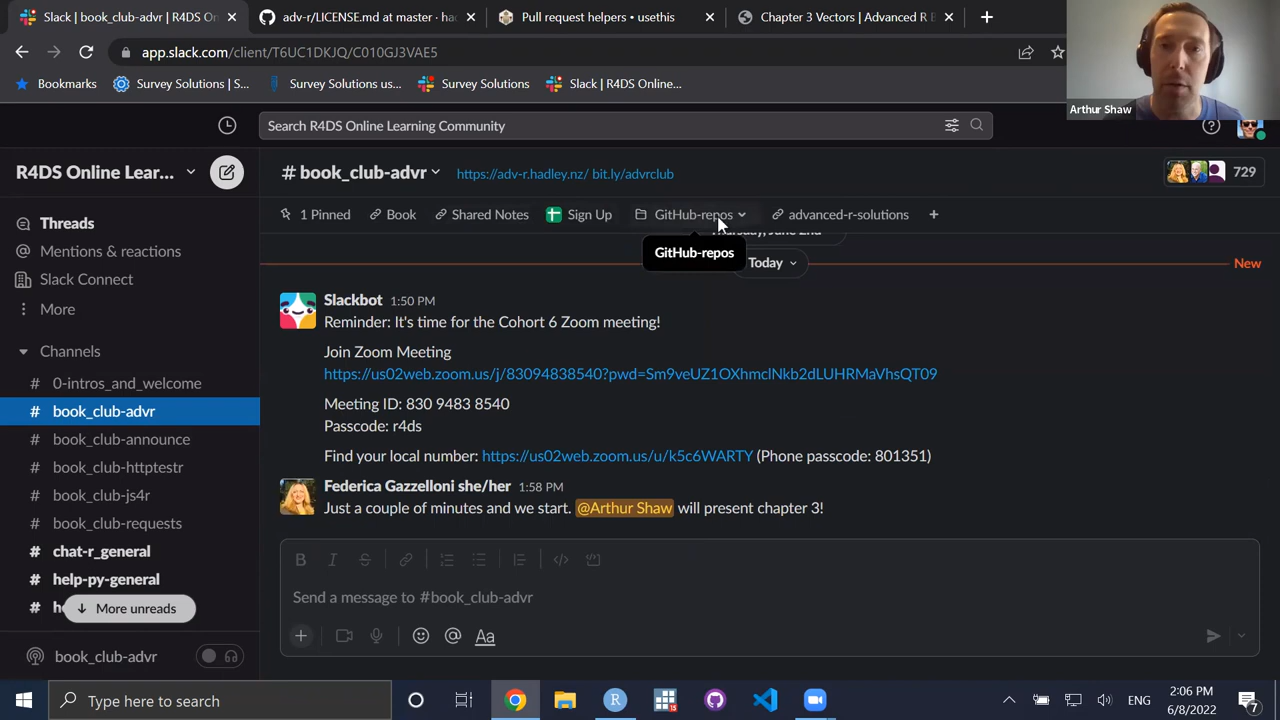 Slack | book_club-advr | R4DS On
adv-r/LICENSE.md at master · ha
Pull request helpers • usethis
Chapter 3 Vectors | Advanced R B
app.slack.com/client/T6UC1DKJQ/C010GJ3VAE5
Bookmarks
Survey Solutions | S...
Survey Solutions us...
Survey Solutions
Slack | R4DS Online...
Arthur Shaw
Search R4DS Online Learning Community
R4DS Online Lear...
# book_club-advr
https://adv-r.hadley.nz/ bit.ly/advrclub
729
1 Pinned
Book
Shared Notes
Sign Up
GitHub-repos
advanced-r-solutions
GitHub-repos
Threads
Mentions & reactions
Slack Connect
More
Channels
# 0-intros_and_welcome
# book_club-advr
# book_club-announce
# book_club-httptestr
# book_club-js4r
# book_club-requests
# chat-r_general
# help-py-general
#
More unreads
book_club-advr
Thursday, June 2nd
Today
New
Slackbot 1:50 PM
Reminder: It's time for the Cohort 6 Zoom meeting!
Join Zoom Meeting
https://us02web.zoom.us/j/83094838540?pwd=Sm9veUZ1OXhmclNkb2dLUHRMaVhsQT09
Meeting ID: 830 9483 8540
Passcode: r4ds
Find your local number: https://us02web.zoom.us/u/k5c6WARTY (Phone passcode: 801351)
Federica Gazzelloni she/her 1:58 PM
Just a couple of minutes and we start. @Arthur Shaw will present chapter 3!
Send a message to #book_club-advr
Type here to search
ENG
2:06 PM
6/8/2022
7